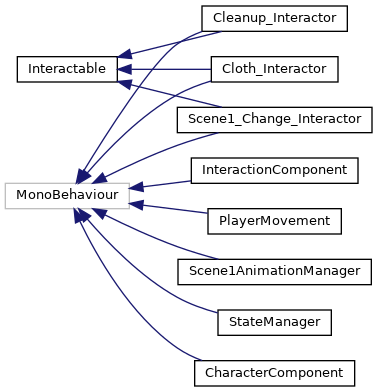 Cleanup_Interactor
Interactable
Cloth_Interactor
Scene1_Change_Interactor
InteractionComponent
MonoBehaviour
PlayerMovement
Scene1AnimationManager
StateManager
CharacterComponent